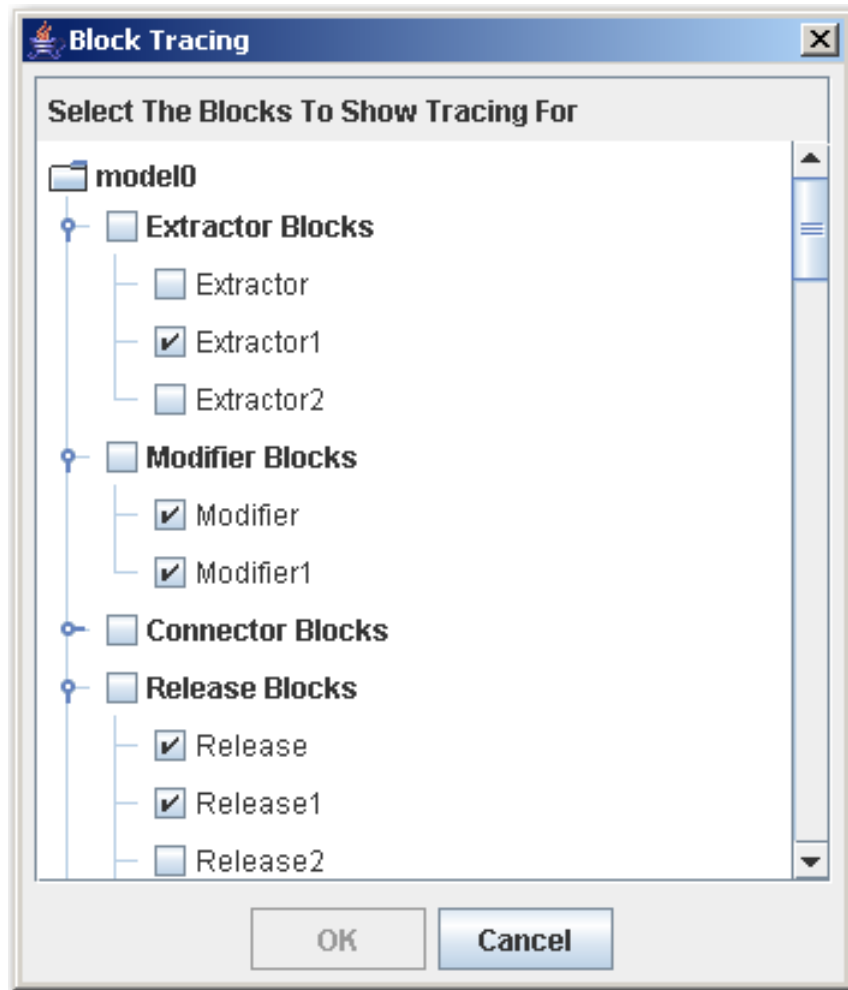 Block Tracing
Select The Blocks To Show Tracing For
model0
Extractor Blocks
Extractor
Extractor1
Extractor2
Modifier Blocks
Modifier
Modifier1
Connector Blocks
Release Blocks
Release
Release1
Release2
OK Cancel